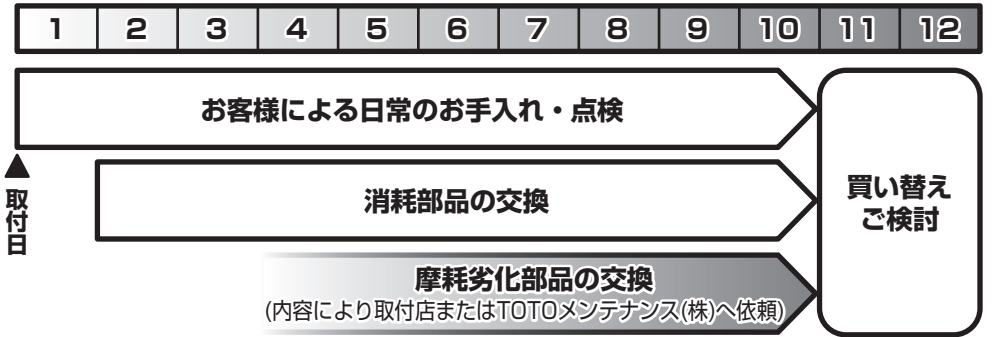 1 2 3 4 5 6 7 8 9 10 11 12
お客様による日常のお手入れ・点検
取付日
消耗部品の交換
買い替え
ご検討
摩耗劣化部品の交換
(内容により取付店またはTOTOメンテナンス(株)へ依頼)